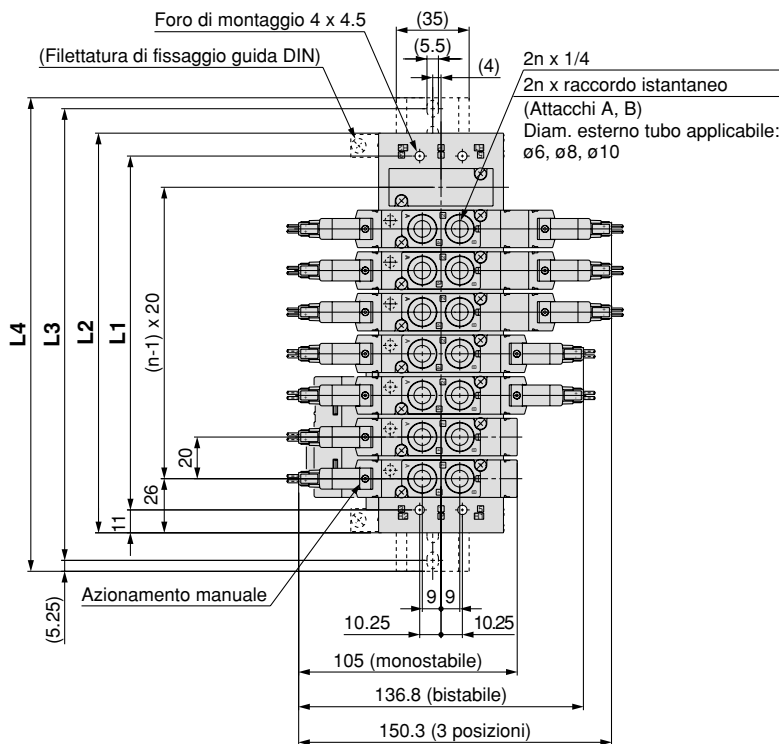 Foro di montaggio 4 x 4.5
(35)
(5.5)
(Filettatura di fissaggio guida DIN)
(4)
2n x 1/4
2n x raccordo istantaneo
(Attacchi A, B)
Diam. esterno tubo applicabile:
ø6, ø8, ø10
L4
L3
L2
L1
(n-1) x 20
20
26
11
(5.25)
Azionamento manuale
9
9
10.25
10.25
105 (monostabile)
136.8 (bistabile)
150.3 (3 posizioni)